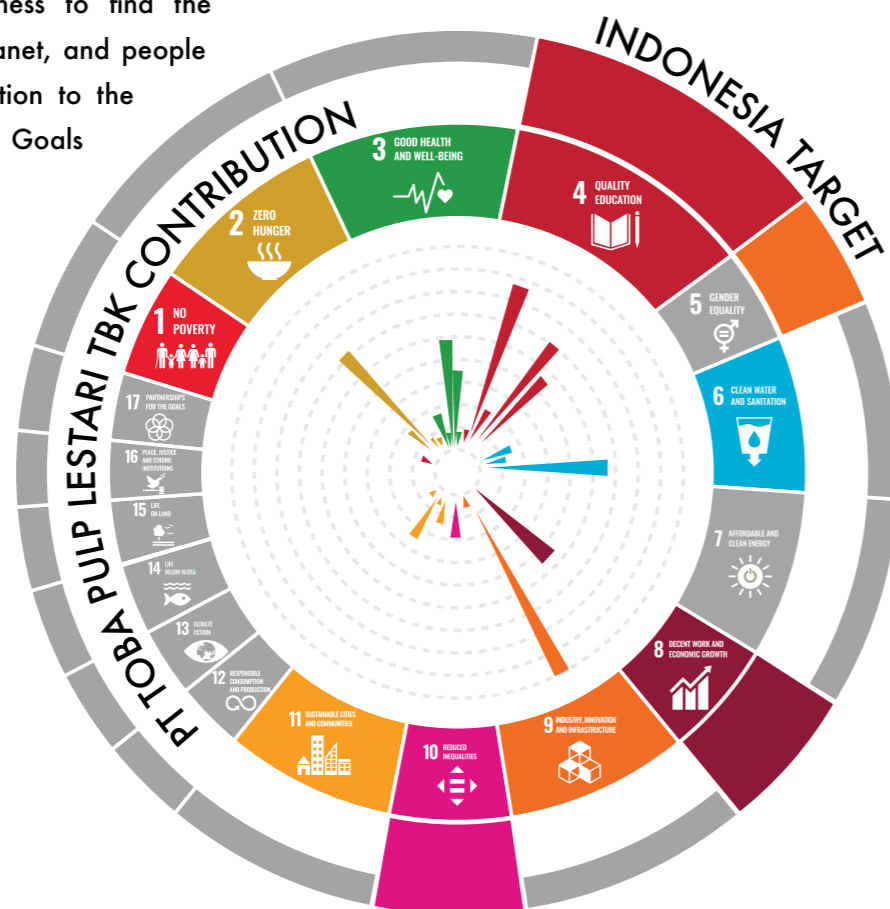 ness to find the
anet, and people
tion to the
Goals
INDONESIA TARGET
PT TOBA PULP LESTARI TBK CONTRIBUTION
1 NO
POVERTY
2 ZERO
HUNGER
3 GOOD HEALTH
AND WELL-BEING
4 QUALITY
EDUCATION
5 GENDER
EQUALITY
6 CLEAN WATER
AND SANITATION
7 AFFORDABLE AND
CLEAN ENERGY
8 DECENT WORK AND
ECONOMIC GROWTH
9 INDUSTRY, INNOVATION
AND INFRASTRUCTURE
10 REDUCED
INEQUALITIES
11 SUSTAINABLE CITIES
AND COMMUNITIES
12 RESPONSIBLE
CONSUMPTION
AND PRODUCTION
13 CLIMATE
ACTION
14 LIFE
BELOW WATER
15 LIFE
ON LAND
16 PEACE, JUSTICE
AND STRONG
INSTITUTIONS
17 PARTNERSHIPS
FOR THE GOALS